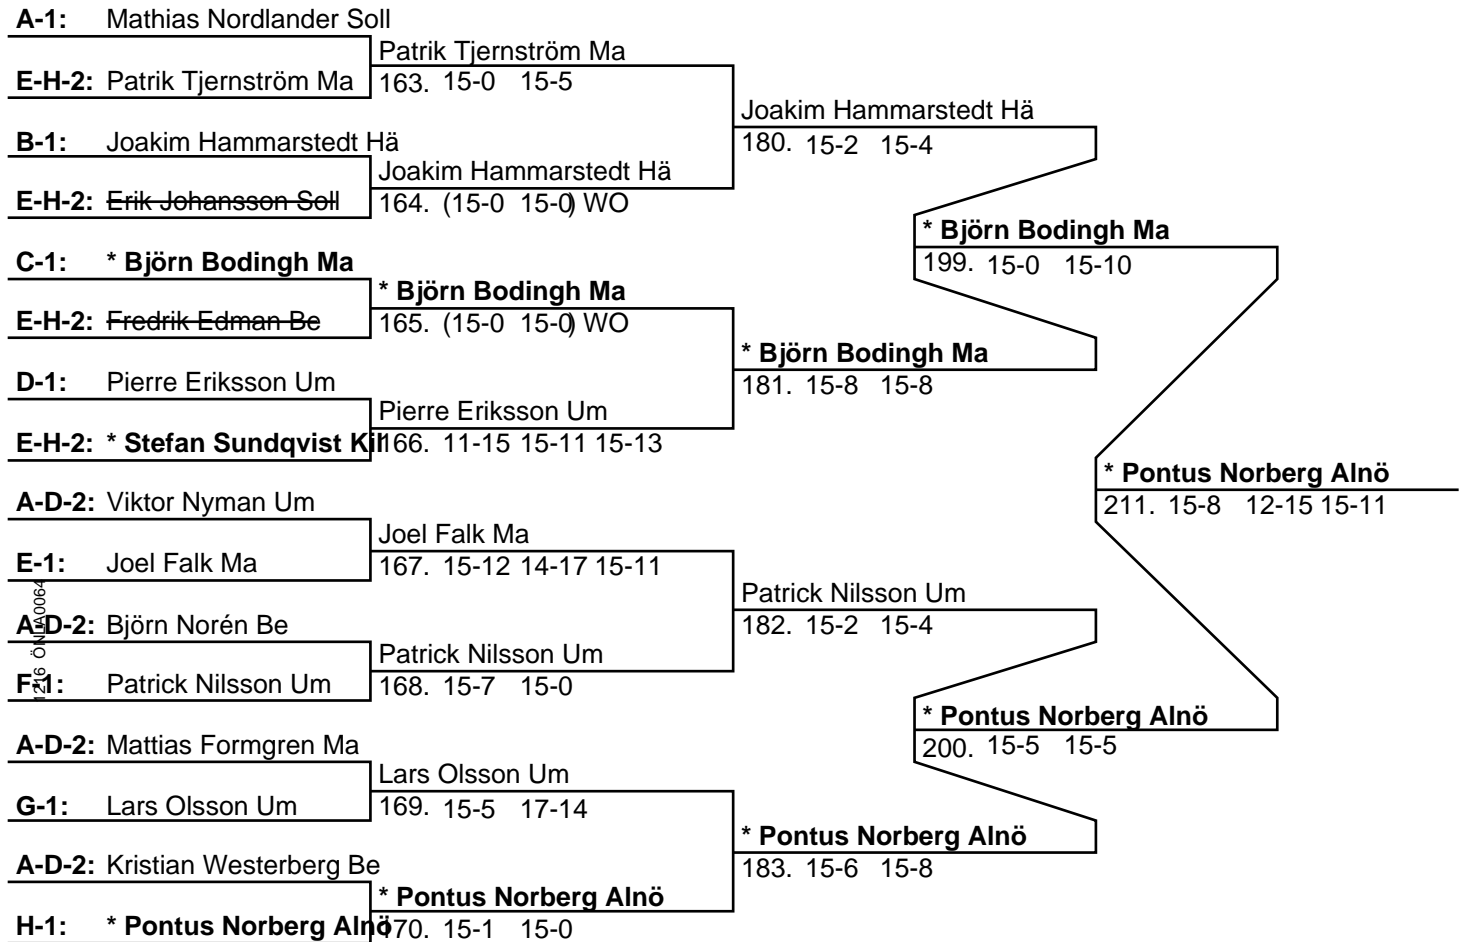 A-1: Mathias Nordlander Soll
Patrik Tjernström Ma
E-H-2: Patrik Tjernström Ma 163. 15-0 15-5
Joakim Hammarstedt Hä
B-1: Joakim Hammarstedt Hä 180. 15-2 15-4
Joakim Hammarstedt Hä
E-H-2: Erik Johansson Soll 164. (15-0 15-0) WO
* Björn Bodingh Ma
C-1: * Björn Bodingh Ma 199. 15-0 15-10
* Björn Bodingh Ma
E-H-2: Fredrik Edman Be 165. (15-0 15-0) WO
* Björn Bodingh Ma
D-1: Pierre Eriksson Um 181. 15-8 15-8
Pierre Eriksson Um
E-H-2: * Stefan Sundqvist Kil 166. 11-15 15-11 15-13
* Pontus Norberg Alnö
A-D-2: Viktor Nyman Um 211. 15-8 12-15 15-11
Joel Falk Ma
E-1: Joel Falk Ma 167. 15-12 14-17 15-11
Patrick Nilsson Um
A-D-2: Björn Norén Be 182. 15-2 15-4
Patrick Nilsson Um
F-1: Patrick Nilsson Um 168. 15-7 15-0
1216 ÖNLA0064
* Pontus Norberg Alnö
A-D-2: Mattias Formgren Ma 200. 15-5 15-5
Lars Olsson Um
G-1: Lars Olsson Um 169. 15-5 17-14
* Pontus Norberg Alnö
A-D-2: Kristian Westerberg Be 183. 15-6 15-8
* Pontus Norberg Alnö
H-1: * Pontus Norberg Alnö 170. 15-1 15-0